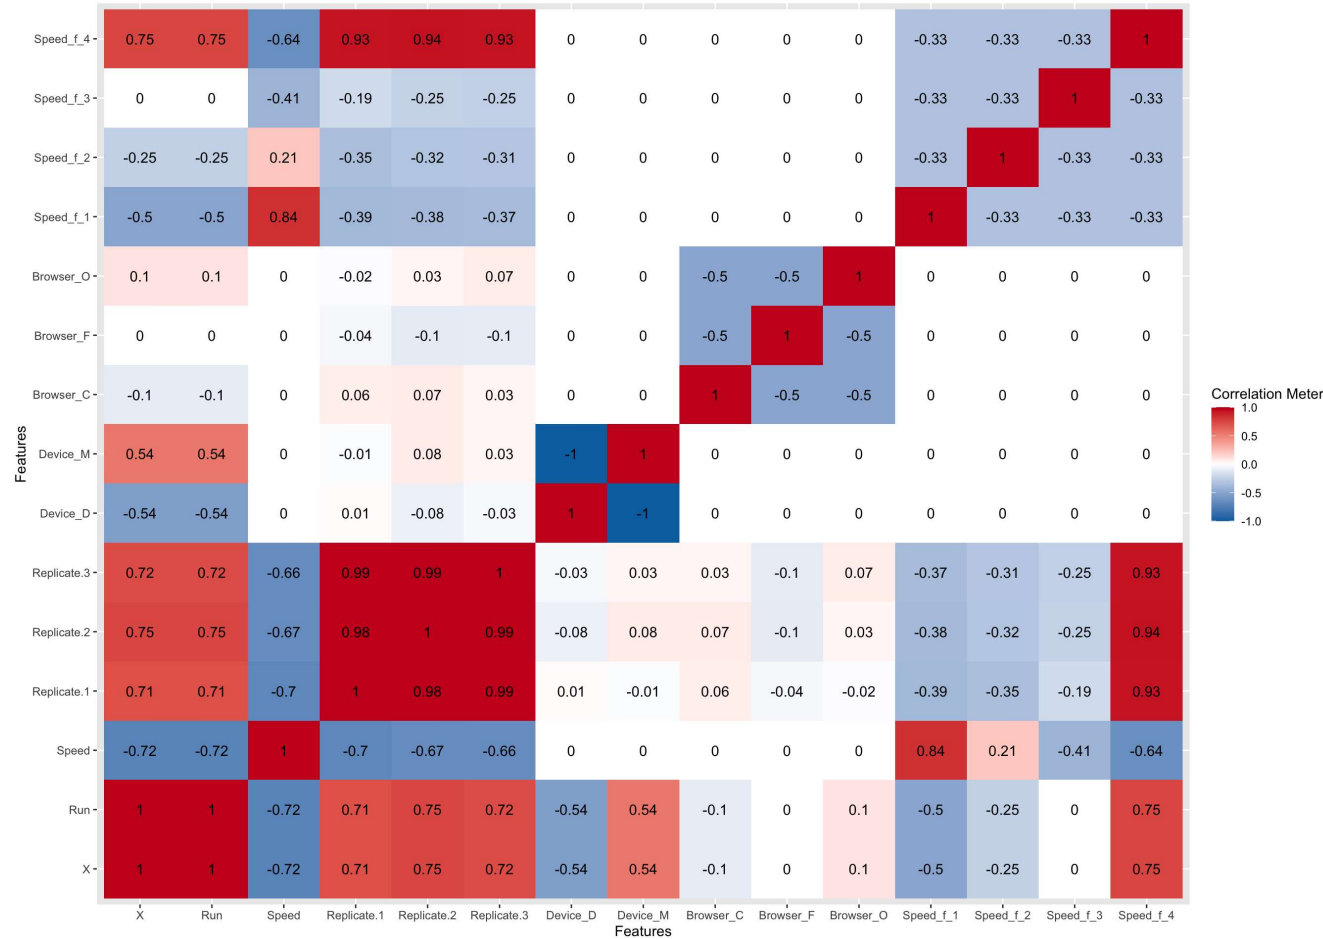 Speed_f_4 0.75 0.75 -0.64 0.93 0.94 0.93 0 0 0 0 0 -0.33 -0.33 -0.33 1
Speed_f_3 0 0 -0.41 -0.19 -0.25 -0.25 0 0 0 0 0 -0.33 -0.33 1 -0.33
Speed_f_2 -0.25 -0.25 0.21 -0.35 -0.32 -0.31 0 0 0 0 0 -0.33 1 -0.33 -0.33
Speed_f_1 -0.5 -0.5 0.84 -0.39 -0.38 -0.37 0 0 0 0 0 1 -0.33 -0.33 -0.33
Browser_O 0.1 0.1 0 -0.02 0.03 0.07 0 0 -0.5 -0.5 1 0 0 0 0
Browser_F 0 0 0 -0.04 -0.1 -0.1 0 0 -0.5 1 -0.5 0 0 0 0
Browser_C -0.1 -0.1 0 0.06 0.07 0.03 0 0 1 -0.5 -0.5 0 0 0 0
Device_M 0.54 0.54 0 -0.01 0.08 0.03 -1 1 0 0 0 0 0 0 0
Device_D -0.54 -0.54 0 0.01 -0.08 -0.03 1 -1 0 0 0 0 0 0 0
Replicate.3 0.72 0.72 -0.66 0.99 0.99 1 -0.03 0.03 0.03 -0.1 0.07 -0.37 -0.31 -0.25 0.93
Replicate.2 0.75 0.75 -0.67 0.98 1 0.99 -0.08 0.08 0.07 -0.1 0.03 -0.38 -0.32 -0.25 0.94
Replicate.1 0.71 0.71 -0.7 1 0.98 0.99 0.01 -0.01 0.06 -0.04 -0.02 -0.39 -0.35 -0.19 0.93
Speed -0.72 -0.72 1 -0.7 -0.67 -0.66 0 0 0 0 0 0.84 0.21 -0.41 -0.64
Run 1 1 -0.72 0.71 0.75 0.72 -0.54 0.54 -0.1 0 0.1 -0.5 -0.25 0 0.75
X 1 1 -0.72 0.71 0.75 0.72 -0.54 0.54 -0.1 0 0.1 -0.5 -0.25 0 0.75
X Run Speed Replicate.1 Replicate.2 Replicate.3 Device_D Device_M Browser_C Browser_F Browser_O Speed_f_1 Speed_f_2 Speed_f_3 Speed_f_4
Features
Features
Correlation Meter
1.0
0.5
0.0
-0.5
-1.0